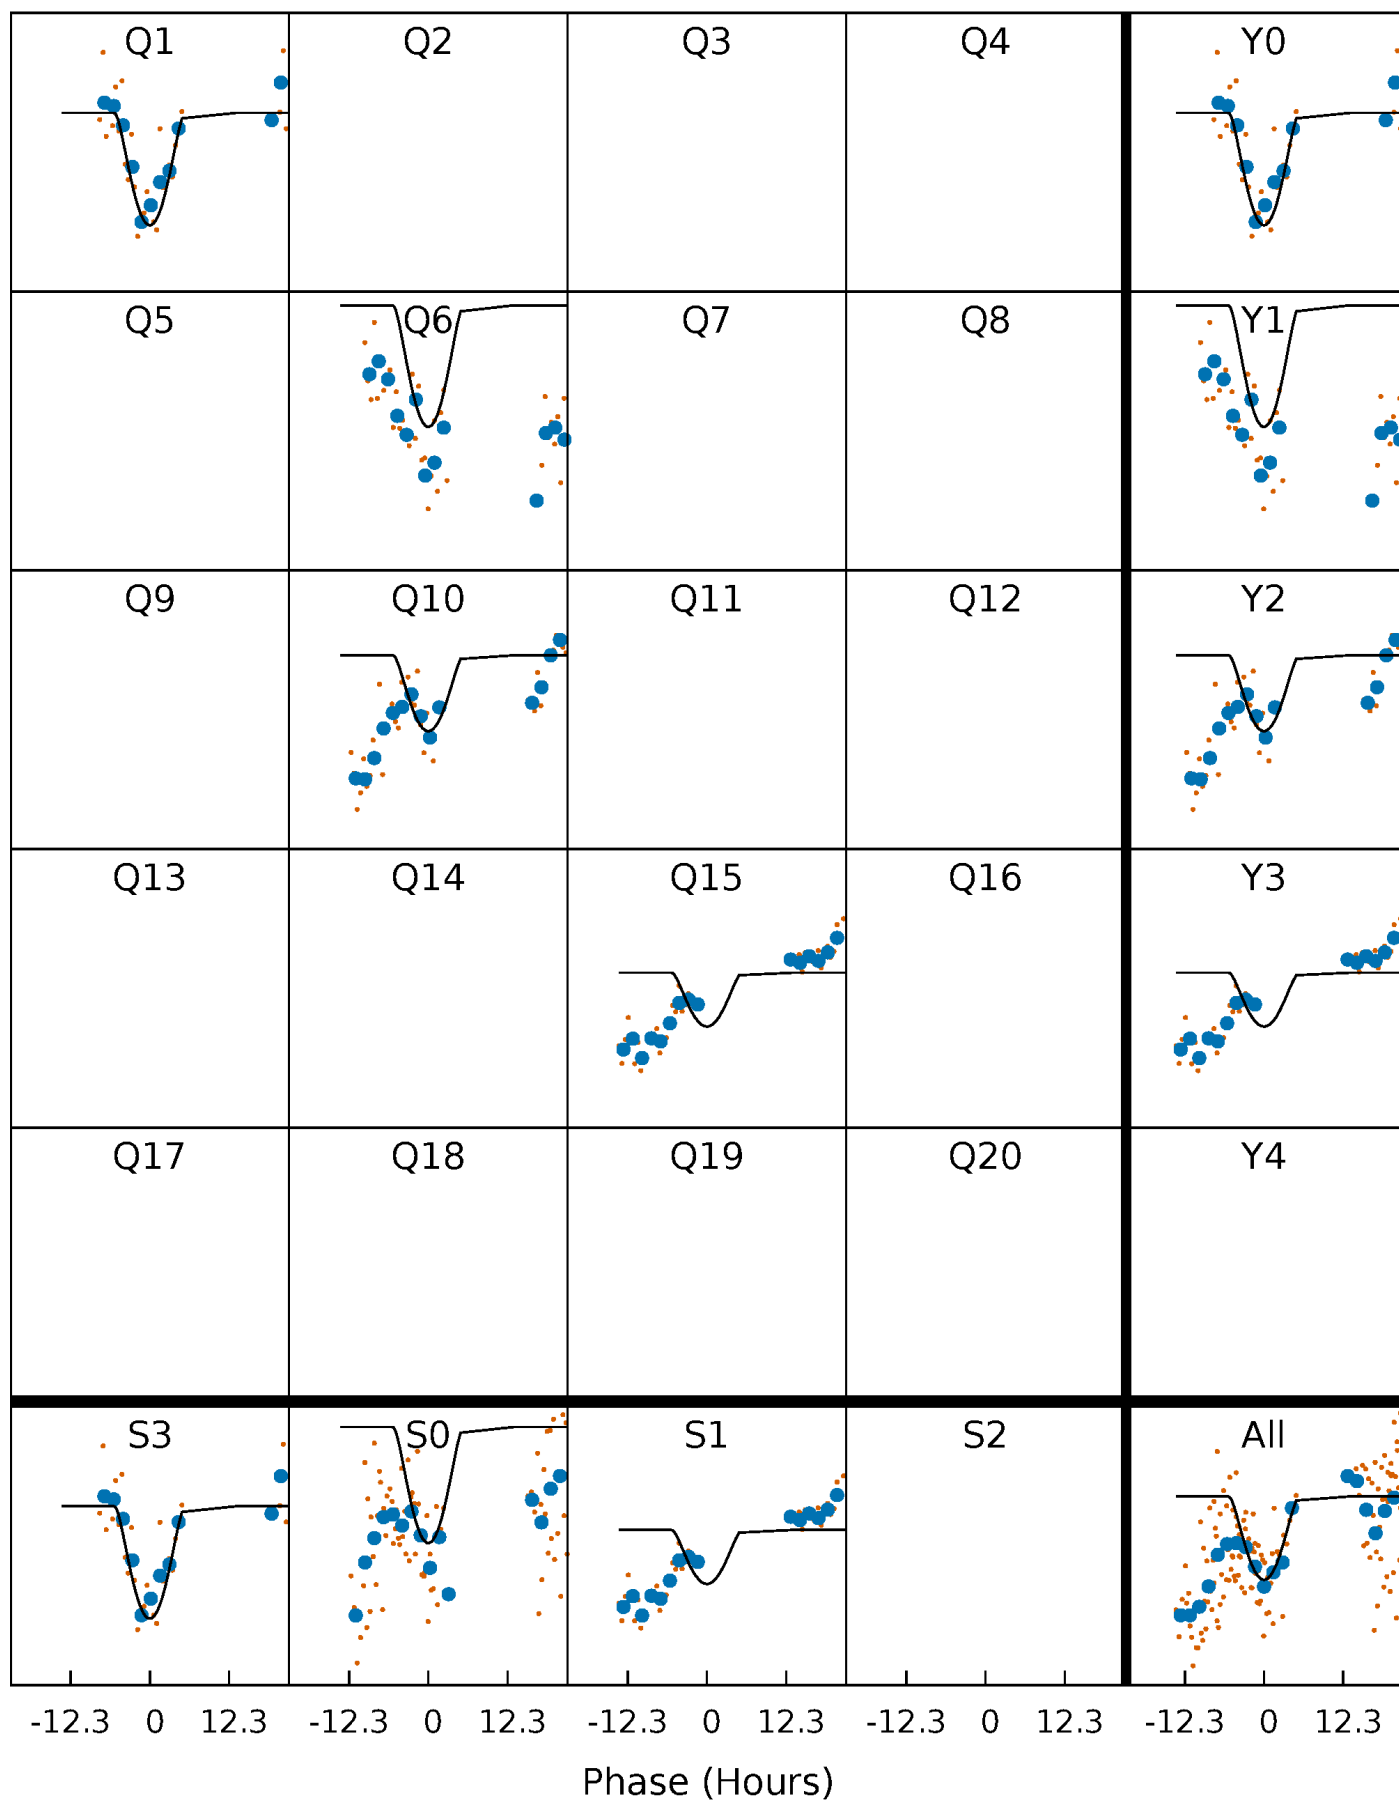 Q1 Q2 Q3 Q4 Y0
Q5 Q6 Q7 Q8 Y1
Q9 Q10 Q11 Q12 Y2
Q13 Q14 Q15 Q16 Y3
Q17 Q18 Q19 Q20 Y4
S3 S0 S1 S2 All
-12.3 0 12.3 -12.3 0 12.3 -12.3 0 12.3 -12.3 0 12.3 -12.3 0 12.3
Phase (Hours)